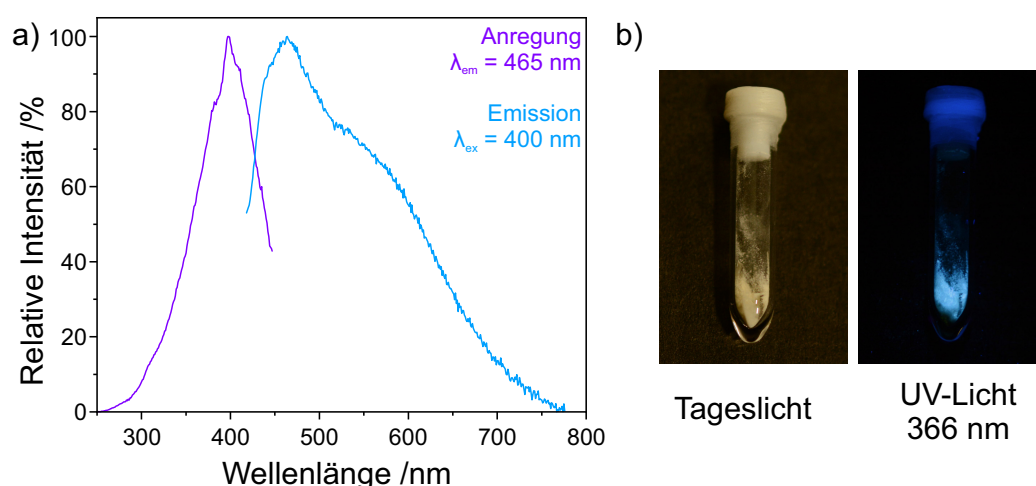 a)
Anregung
λem = 465 nm
Emission
λex = 400 nm
Relative Intensität /%
100
80
60
40
20
0
300
400
500
600
700
800
Wellenlänge /nm
b)
Tageslicht
UV-Licht
366 nm